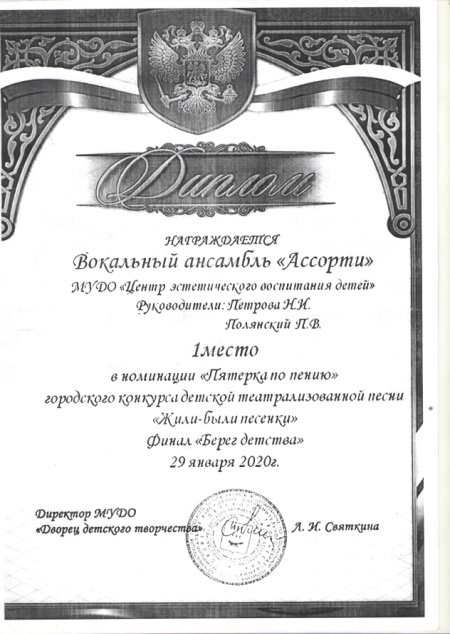 Диплом
НАГРАЖДАЕТСЯ
Вокальный ансамбль «Ассорти»
МУДО «Центр эстетического воспитания детей»
Руководители: Петрова Н.И.
Полянский П.В.
1место
в номинации «Пятерка по пению»
городского конкурса детской театрализованной песни
«Жили-были песенки»
Финал «Берег детства»
29 января 2020г.
Директор МУДО
«Дворец детского творчества»
Л. И. Святкина